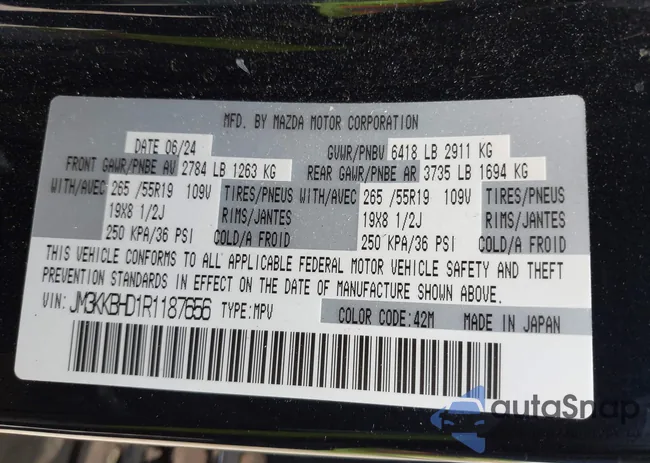 MFD. BY MAZDA MOTOR CORPORATION
DATE 06/24 GVWR/PNBV 6418 LB 2911 KG
FRONT GAWR/PNBE AV 2784 LB 1263 KG REAR GAWR/PNBE AR 3735 LB 1694 KG
WITH/AVEC 265 /55R19 109V TIRES/PNEUS WITH/AVEC 265 /55R19 109V TIRES/PNEUS
19X8 1/2J RIMS/JANTES 19X8 1/2J RIMS/JANTES
250 KPA/36 PSI COLD/A FROID 250 KPA/36 PSI COLD/A FROID
THIS VEHICLE CONFORMS TO ALL APPLICABLE FEDERAL MOTOR VEHICLE SAFETY AND THEFT
PREVENTION STANDARDS IN EFFECT ON THE DATE OF MANUFACTURE SHOWN ABOVE.
VIN: JM3KKBHD1R1187656 TYPE: MPV COLOR CODE: 42M MADE IN JAPAN
autoSnap